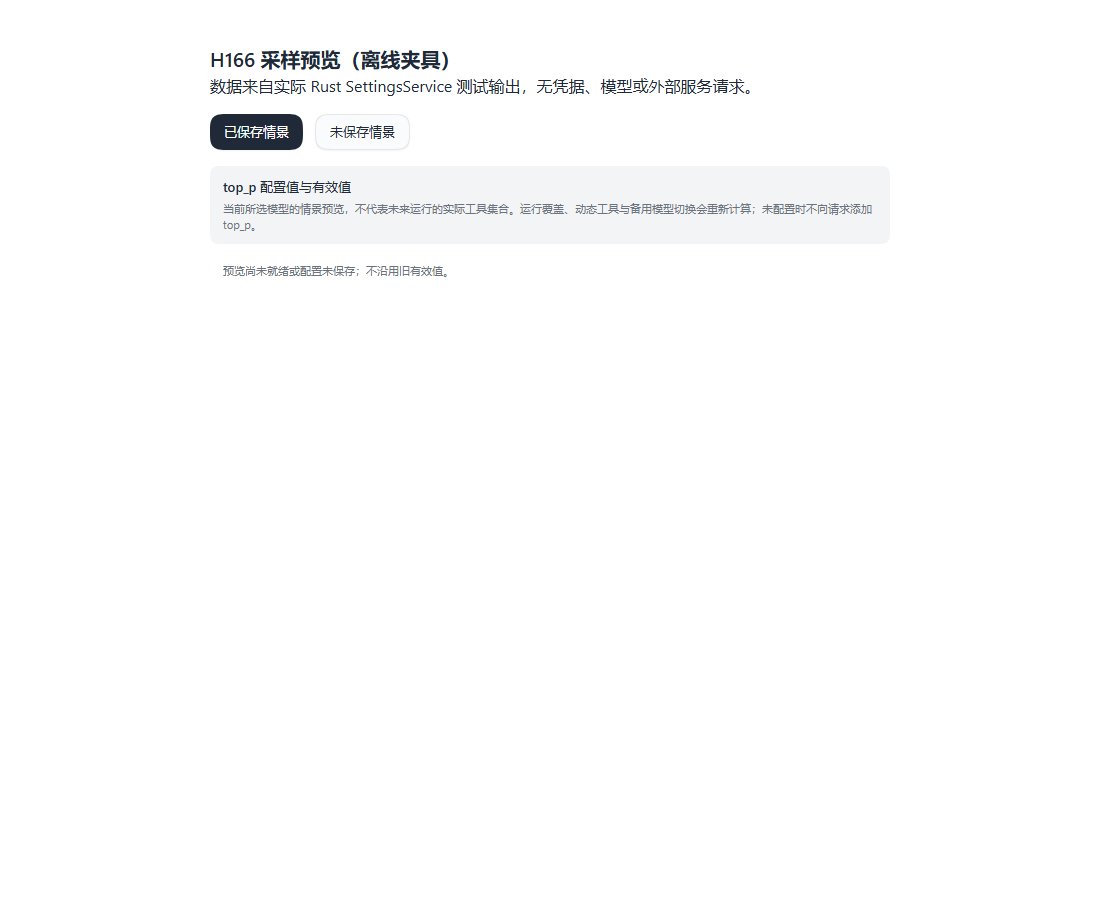 H166 采样预览（离线夹具）
数据来自实际 Rust SettingsService 测试输出，无凭据、模型或外部服务请求。
已保存情景 未保存情景
top_p 配置值与有效值
当前所选模型的情景预览，不代表未来运行的实际工具集合。运行覆盖、动态工具与备用模型切换会重新计算；未配置时不向请求添加
top_p。
预览尚未就绪或配置未保存；不沿用旧有效值。